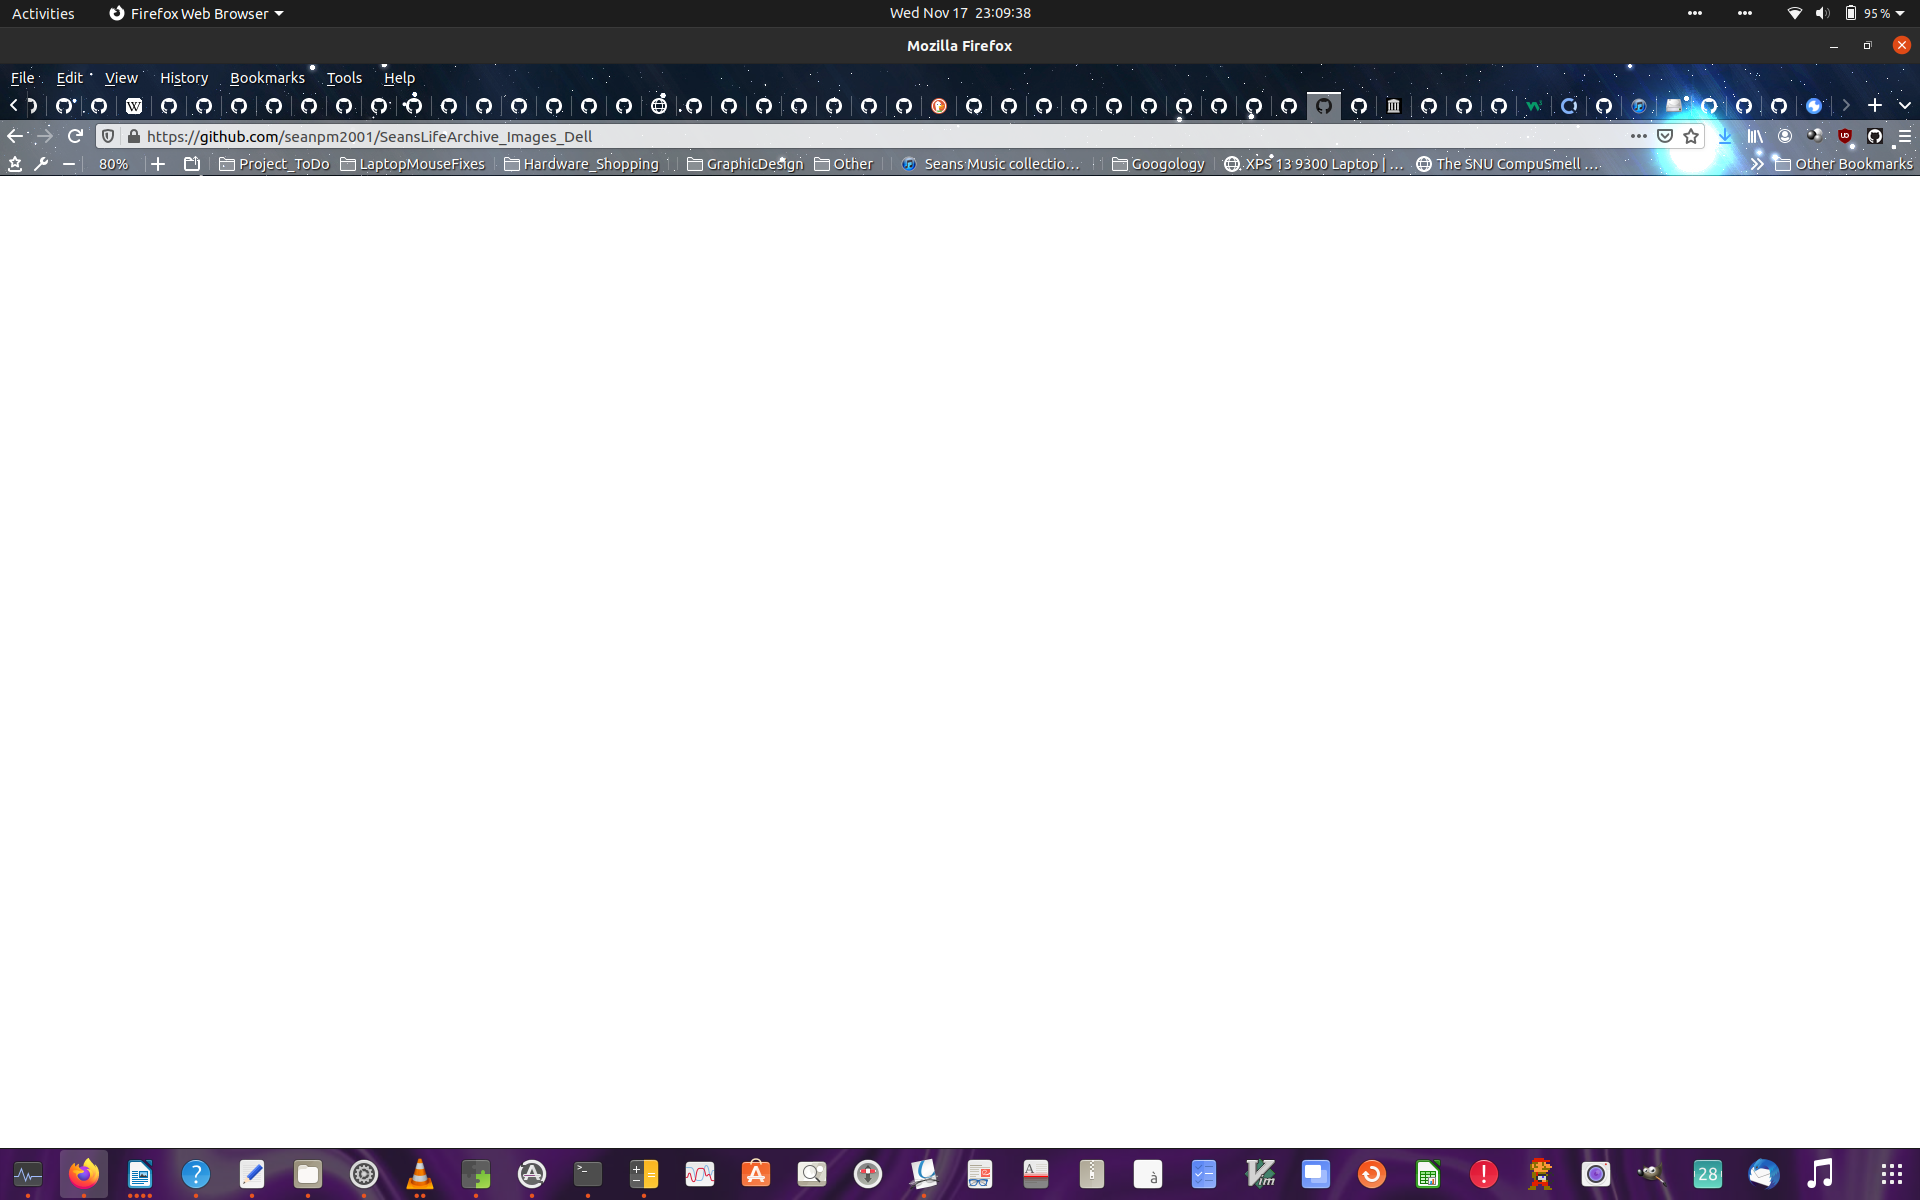 Activities Firefox Web Browser Wed Nov 17 23:09:38 95 %
Mozilla Firefox
File Edit View History Bookmarks Tools Help
W
https://github.com/seanpm2001/SeansLifeArchive_Images_Dell
80% Project_ToDo LaptopMouseFixes Hardware_Shopping GraphicDesign Other Seans Music collectio… Googology XPS 13 9300 Laptop | … The SNU CompuSmell … Other Bookmarks
28